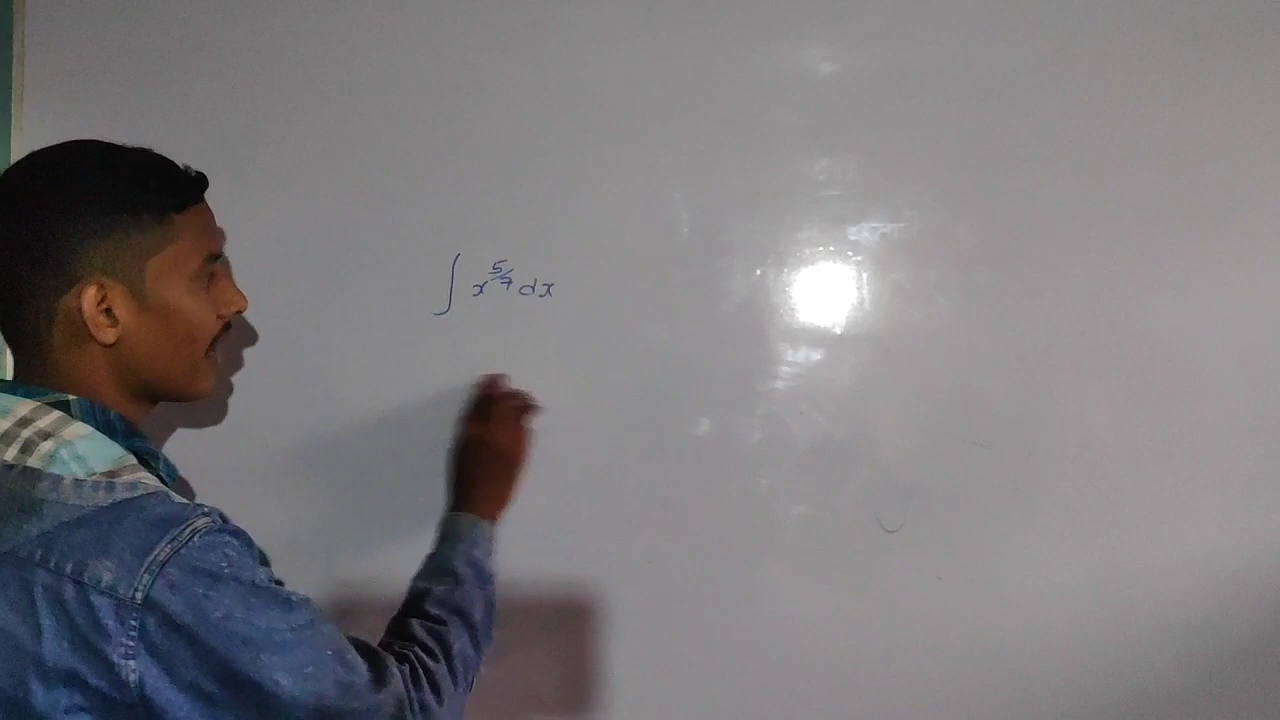 ∫ x^{5/7} dx